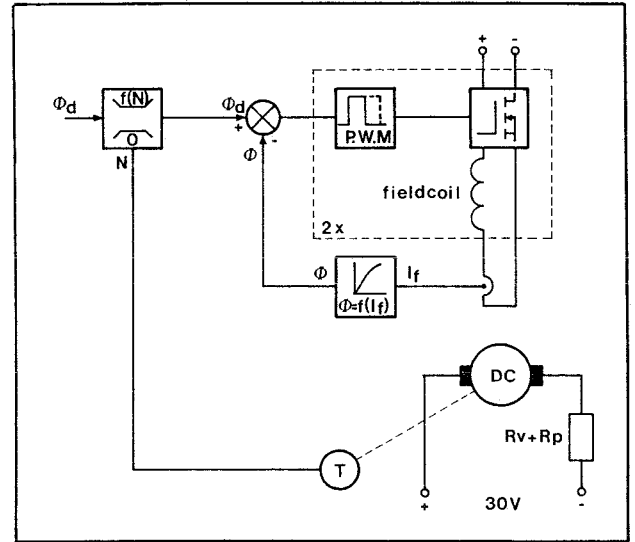 + -
Φd
f(N)
0
N
Φd
+
-
Φ
P.W.M
fieldcoil
2x
Φ
Φ=f(If)
If
DC
Rv+Rp
T
+
30V
-